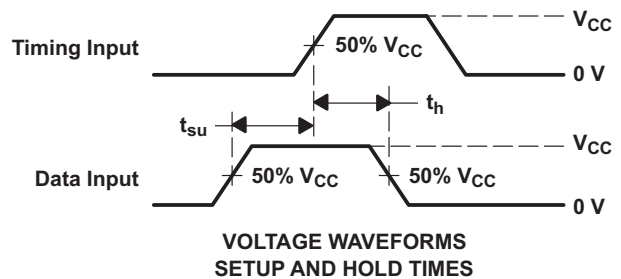 V_CC
Timing Input
50% V_CC
0 V
t_su
t_h
V_CC
Data Input
50% V_CC
50% V_CC
0 V
VOLTAGE WAVEFORMS
SETUP AND HOLD TIMES